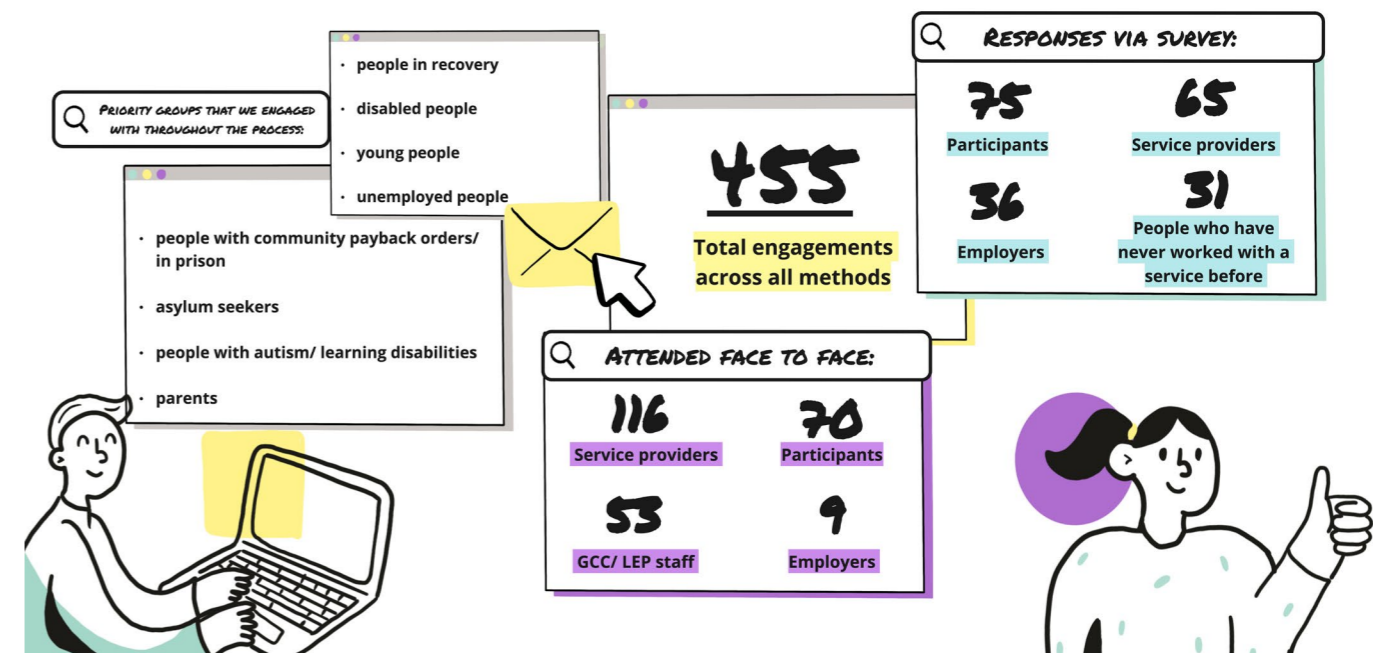 PRIORITY GROUPS THAT WE ENGAGED
WITH THROUGHOUT THE PROCESS:
· people in recovery
· disabled people
· young people
· unemployed people
· people with community payback orders/
in prison
· asylum seekers
· people with autism/ learning disabilities
· parents
455
Total engagements
across all methods
RESPONSES VIA SURVEY:
75
Participants
65
Service providers
36
Employers
31
People who have
never worked with a
service before
ATTENDED FACE TO FACE:
116
Service providers
70
Participants
53
GCC/ LEP staff
9
Employers